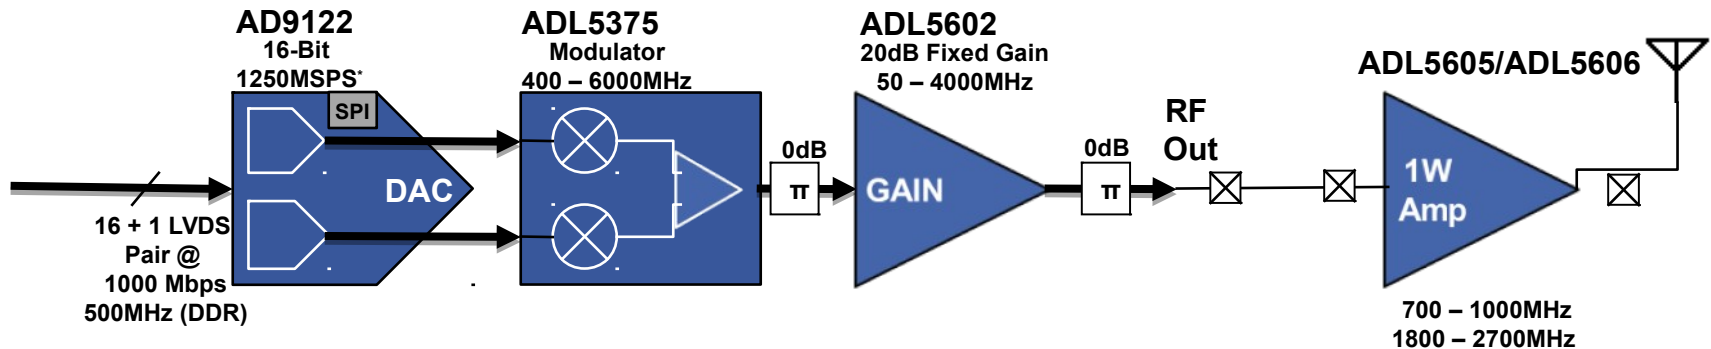 AD9122
16-Bit
1250MSPS*
SPI
DAC
16 + 1 LVDS
Pair @
1000 Mbps
500MHz (DDR)
ADL5375
Modulator
400 – 6000MHz
0dB
π
ADL5602
20dB Fixed Gain
50 – 4000MHz
GAIN
0dB
π
RF
Out
ADL5605/ADL5606
1W
Amp
700 – 1000MHz
1800 – 2700MHz